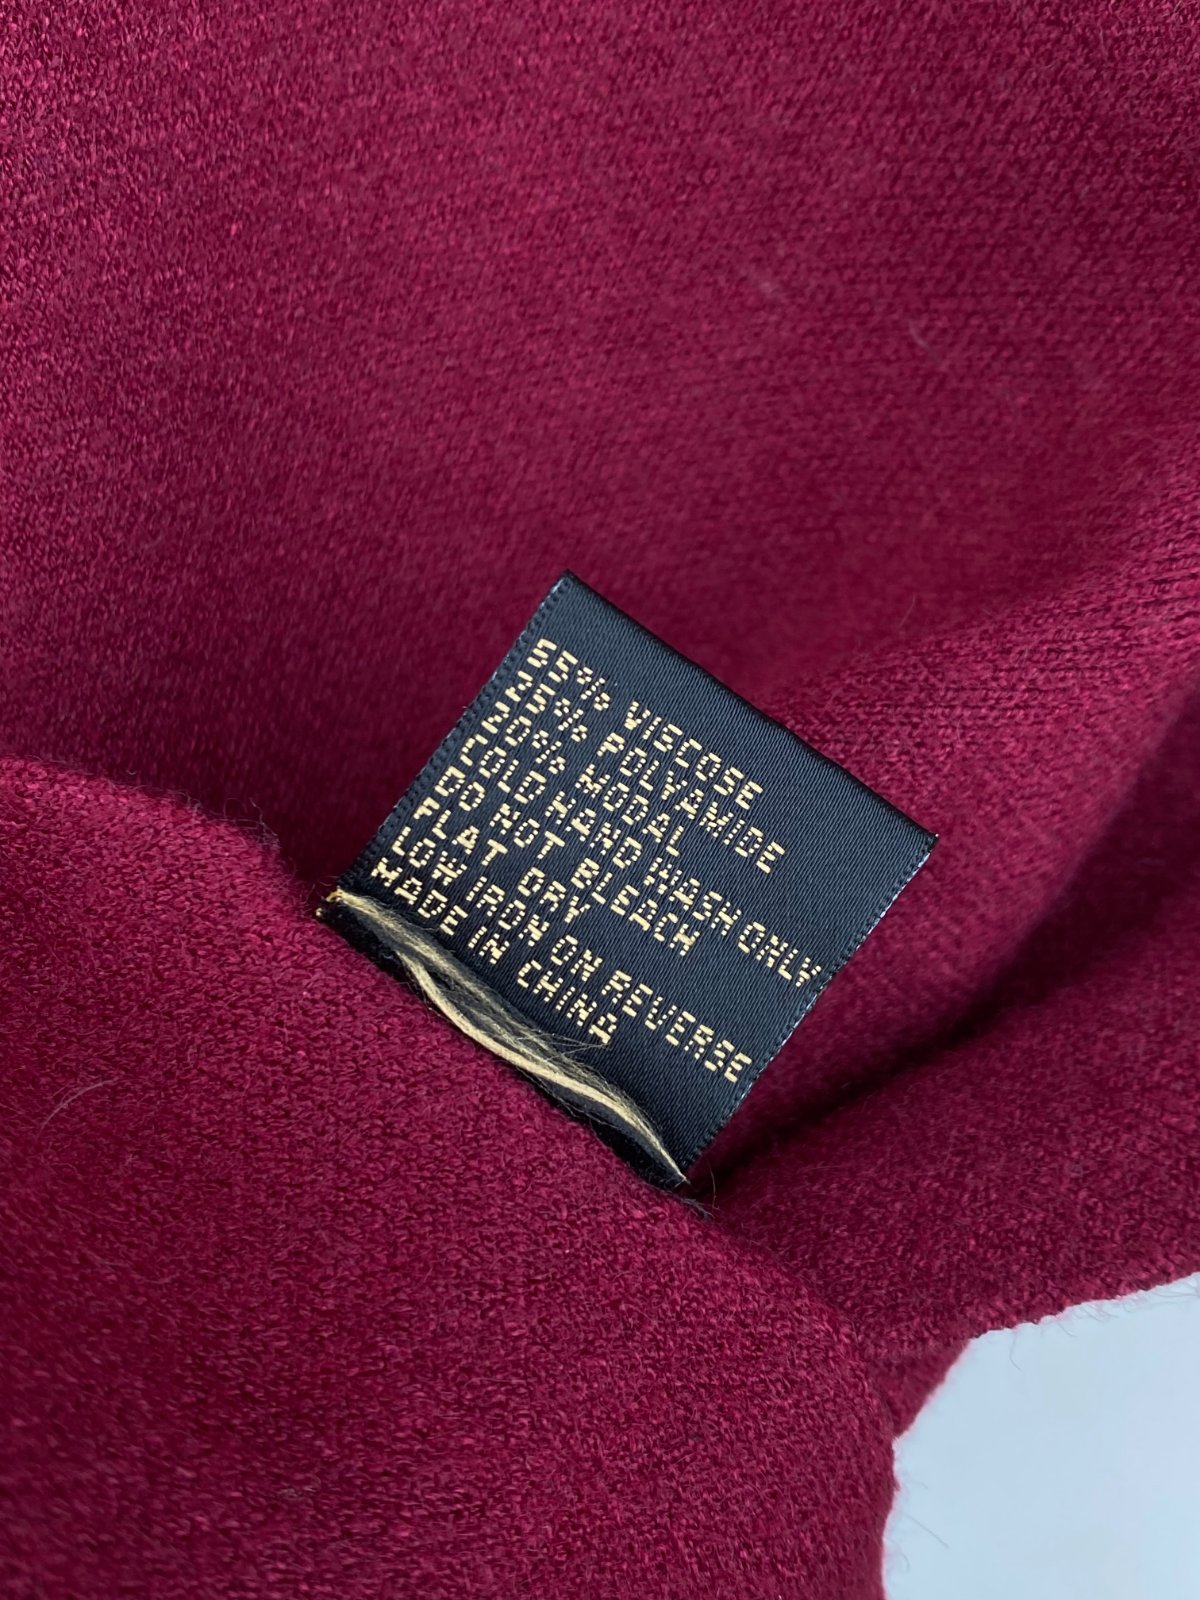 55% VISCOSE
25% POLYAMIDE
20% MODAL
COLD HAND WASH ONLY
DO NOT BLEACH
FLAT DRY
LOW IRON ON REVERSE
MADE IN CHINA